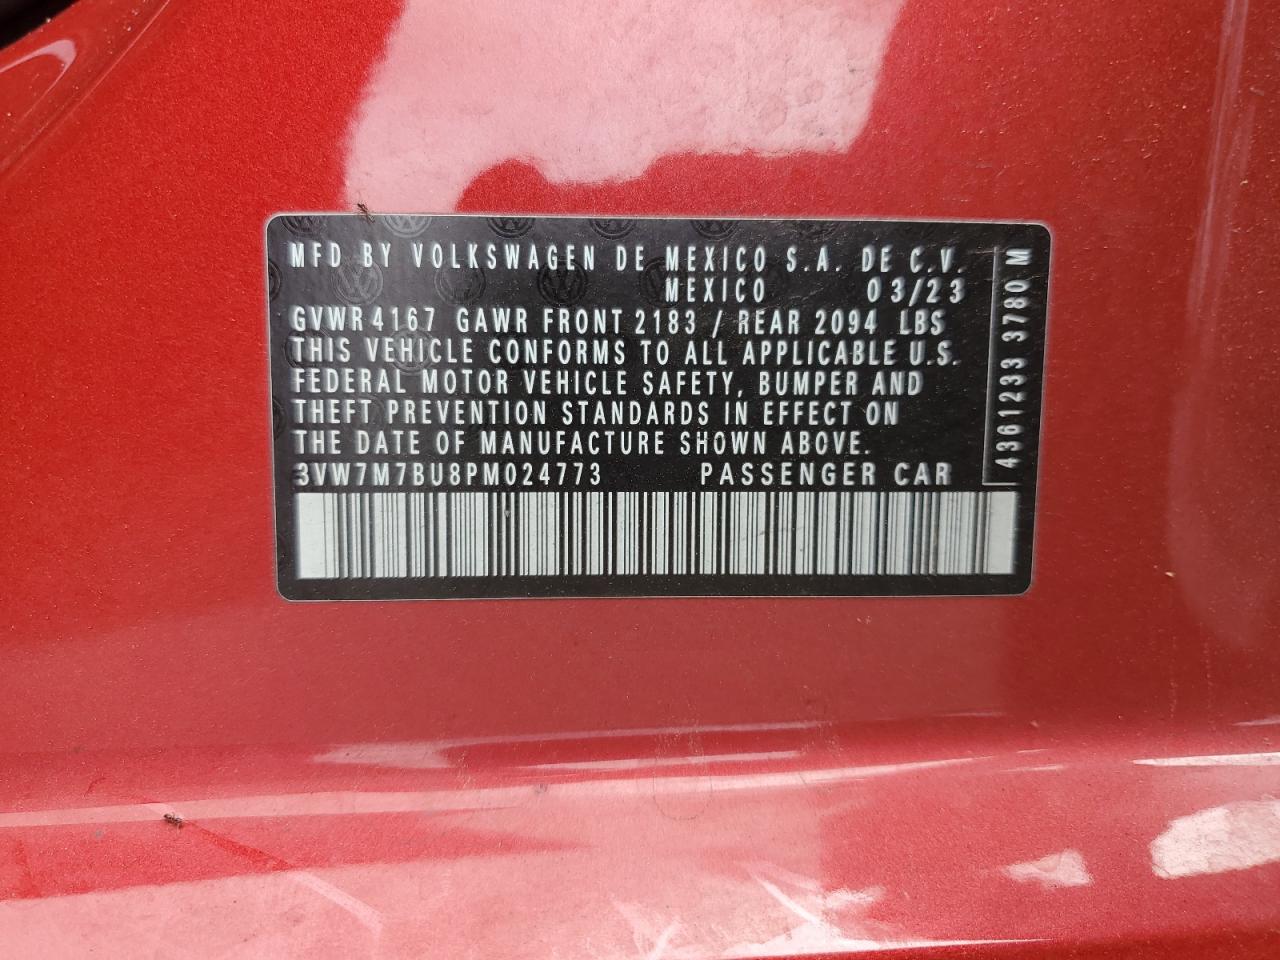 MFD BY VOLKSWAGEN DE MEXICO S.A. DE C.V.
MEXICO 03/23
GVWR 4167 GAWR FRONT 2183 / REAR 2094 LBS
THIS VEHICLE CONFORMS TO ALL APPLICABLE U.S.
FEDERAL MOTOR VEHICLE SAFETY, BUMPER AND
THEFT PREVENTION STANDARDS IN EFFECT ON
THE DATE OF MANUFACTURE SHOWN ABOVE.
3VW7M7BU8PM024773 PASSENGER CAR
4361233 3780 M